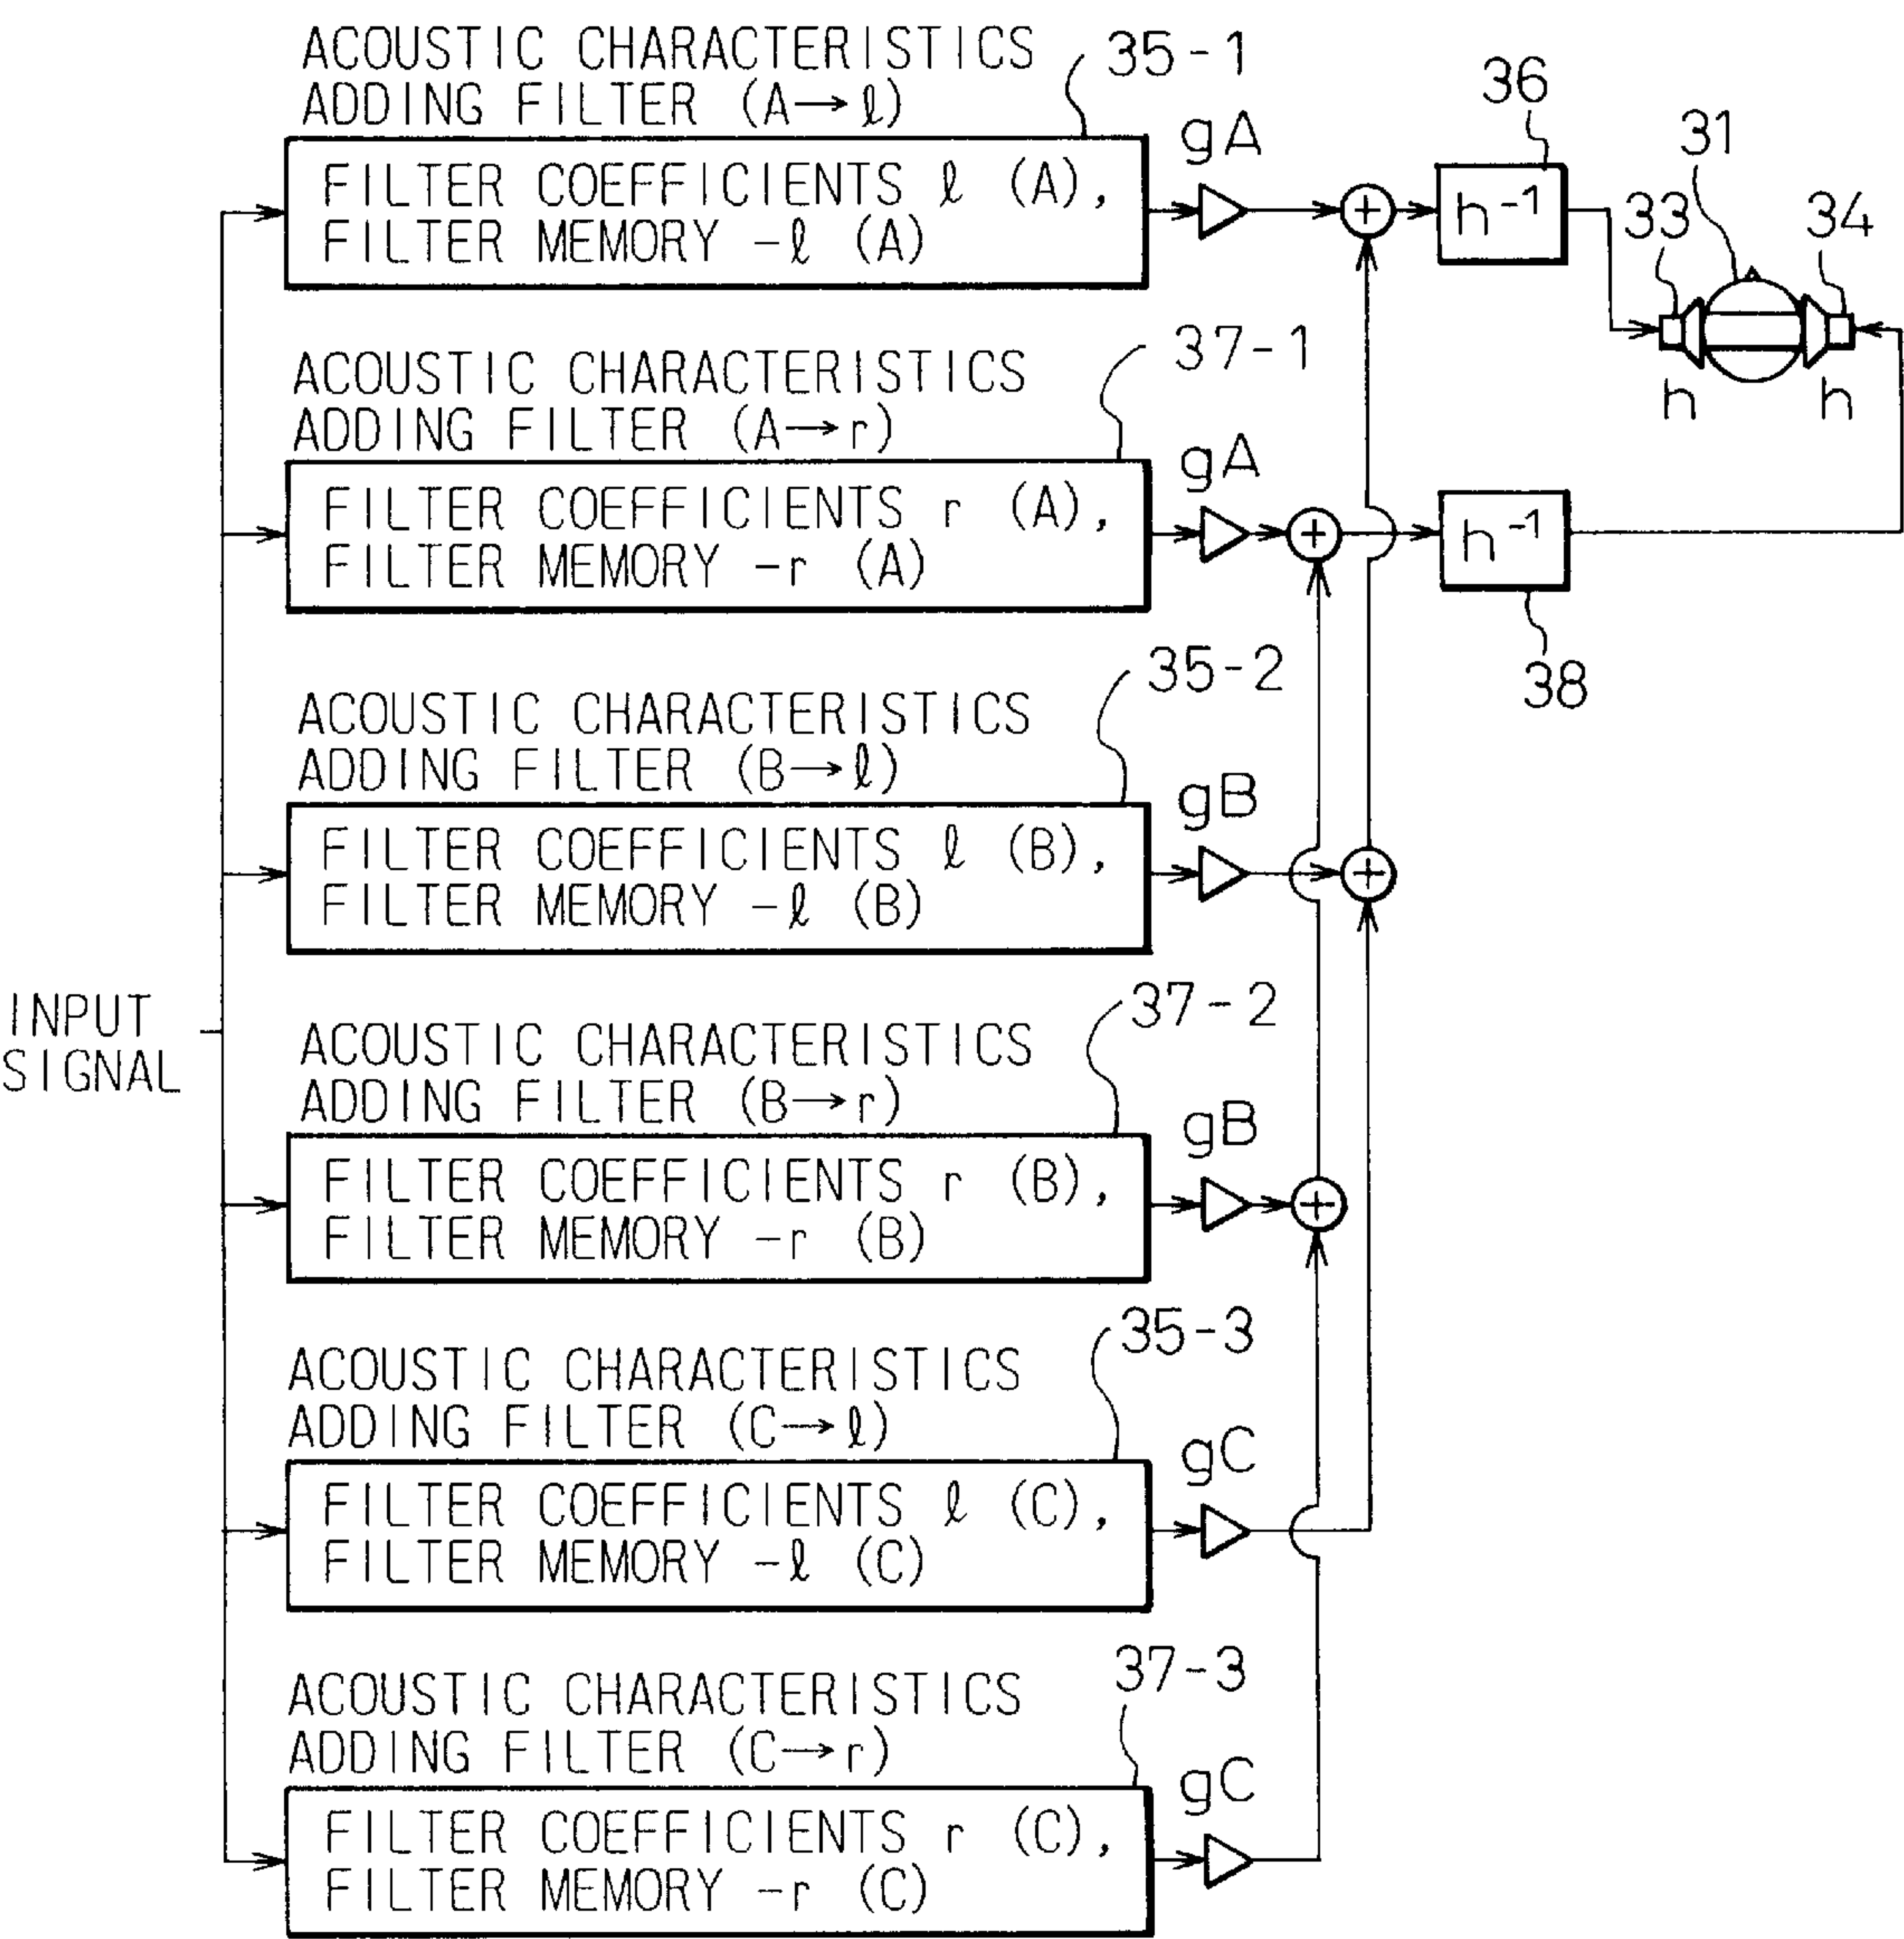 ACOUSTIC CHARACTERISTICS
ADDING FILTER (A→ℓ)
35-1
gA
FILTER COEFFICIENTS ℓ (A),
FILTER MEMORY -ℓ (A)
36
h⁻¹
31
33
34
h
h
ACOUSTIC CHARACTERISTICS
ADDING FILTER (A→r)
37-1
gA
FILTER COEFFICIENTS r (A),
FILTER MEMORY -r (A)
h⁻¹
38
ACOUSTIC CHARACTERISTICS
ADDING FILTER (B→ℓ)
35-2
gB
FILTER COEFFICIENTS ℓ (B),
FILTER MEMORY -ℓ (B)
INPUT
SIGNAL
ACOUSTIC CHARACTERISTICS
ADDING FILTER (B→r)
37-2
gB
FILTER COEFFICIENTS r (B),
FILTER MEMORY -r (B)
ACOUSTIC CHARACTERISTICS
ADDING FILTER (C→ℓ)
35-3
gC
FILTER COEFFICIENTS ℓ (C),
FILTER MEMORY -ℓ (C)
ACOUSTIC CHARACTERISTICS
ADDING FILTER (C→r)
37-3
gC
FILTER COEFFICIENTS r (C),
FILTER MEMORY -r (C)